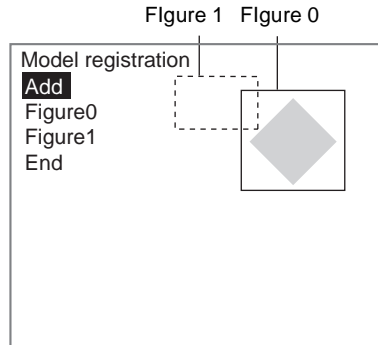 FIgure 1 FIgure 0
Model registration
Add
Figure0
Figure1
End